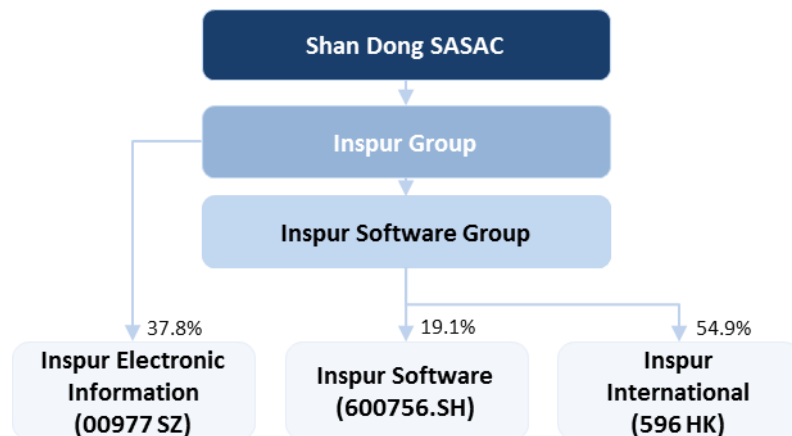 Shan Dong SASAC
Inspur Group
Inspur Software Group
37.8%
19.1%
54.9%
Inspur Electronic
Information
(00977 SZ)
Inspur Software
(600756.SH)
Inspur
International
(596 HK)